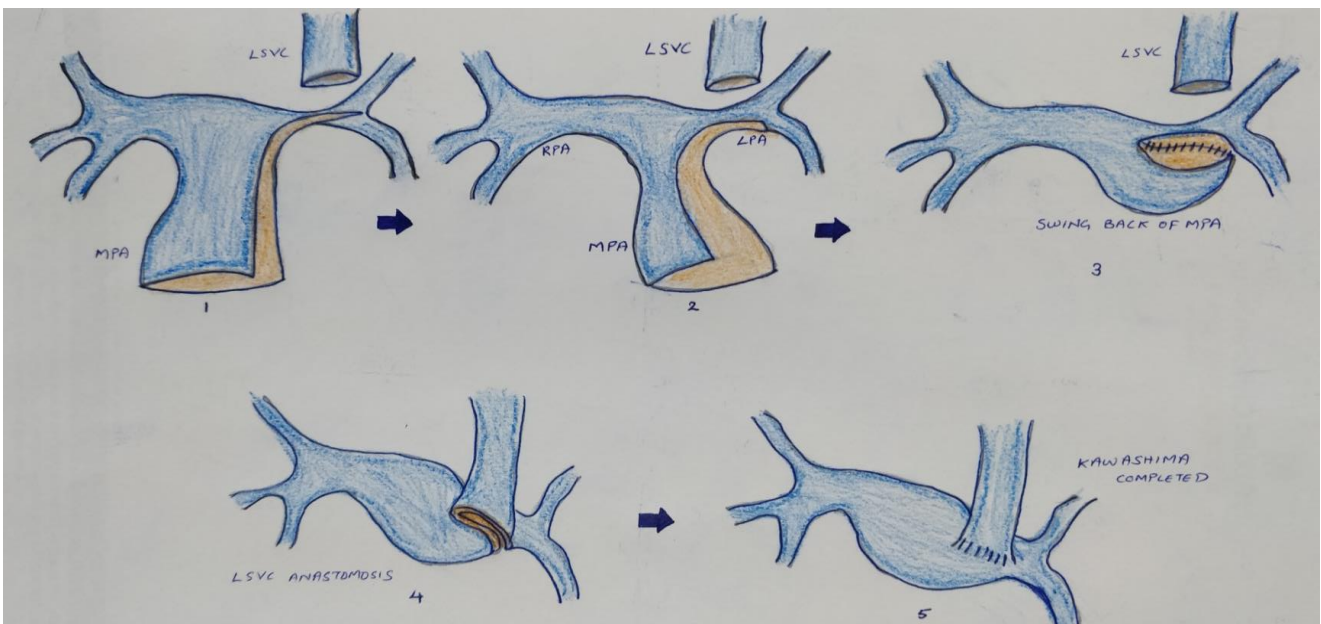 LSVC
MPA
1
LSVC
RPA
LPA
MPA
2
LSVC
SWING BACK OF MPA
3
LSVC ANASTOMOSIS
4
KAWASHIMA
COMPLETED
5